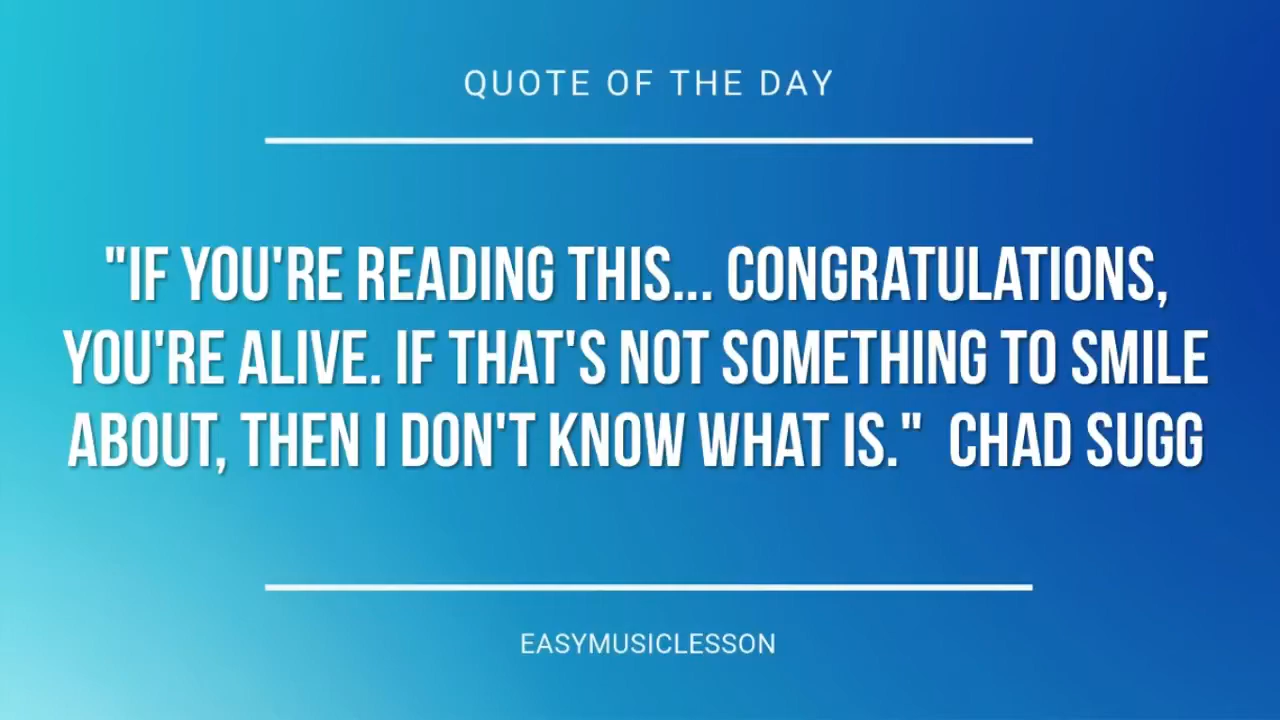 QUOTE OF THE DAY
"IF YOU'RE READING THIS... CONGRATULATIONS,
YOU'RE ALIVE. IF THAT'S NOT SOMETHING TO SMILE
ABOUT, THEN I DON'T KNOW WHAT IS." CHAD SUGG
EASYMUSICLESSON